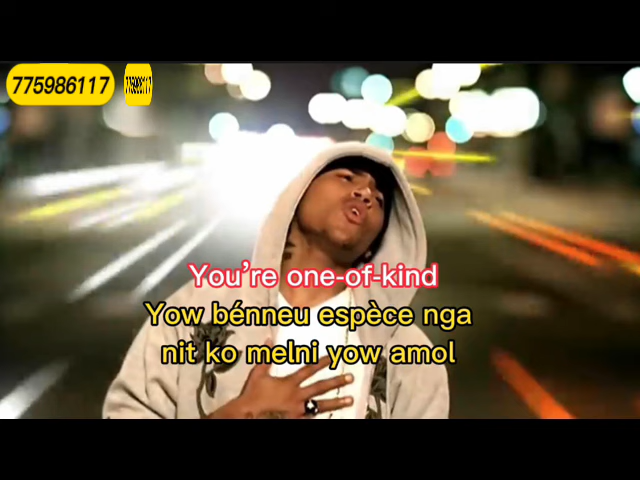 775986117
You're one-of-kind
Yow bénneu espèce nga
nit ko melni yow amol